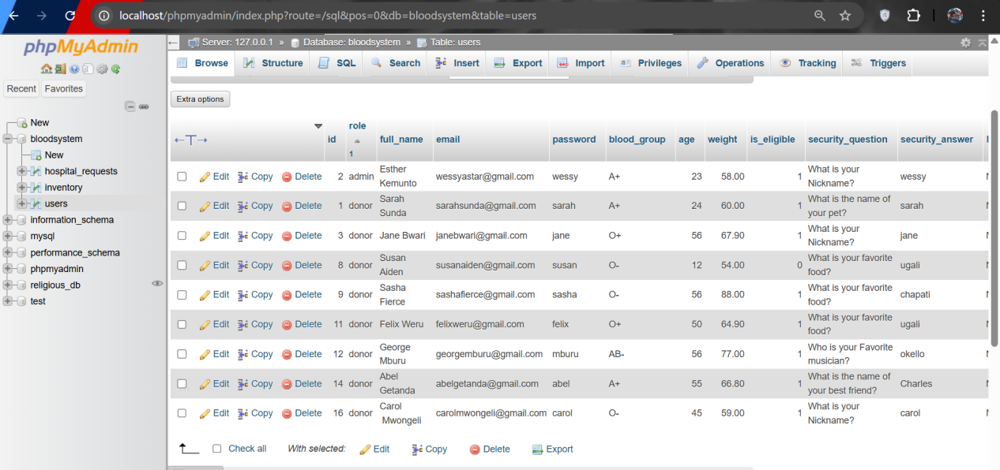 localhost/phpmyadmin/index.php?route=/sql&pos=0&db=bloodsystem&table=users
phpMyAdmin
Recent Favorites
New
bloodsystem
New
hospital_requests
inventory
users
information_schema
mysql
performance_schema
phpmyadmin
religious_db
test
Server: 127.0.0.1 » Database: bloodsystem » Table: users
Browse Structure SQL Search Insert Export Import Privileges Operations Tracking Triggers
Extra options
←T→ id role 1 full_name email password blood_group age weight is_eligible security_question security_answer
Edit Copy Delete 2 admin Esther Kemunto wessyastar@gmail.com wessy A+ 23 58.00 1 What is your Nickname? wessy
Edit Copy Delete 1 donor Sarah Sunda sarahsunda@gmail.com sarah A+ 24 60.00 1 What is the name of your pet? sarah
Edit Copy Delete 3 donor Jane Bwari janebwari@gmail.com jane O+ 56 67.90 1 What is your Nickname? jane
Edit Copy Delete 8 donor Susan Aiden susanaiden@gmail.com susan O- 12 54.00 0 What is your favorite food? ugali
Edit Copy Delete 9 donor Sasha Fierce sashafierce@gmail.com sasha O- 56 88.00 1 What is your favorite food? chapati
Edit Copy Delete 11 donor Felix Weru felixweru@gmail.com felix O+ 50 64.90 1 What is your favorite food? ugali
Edit Copy Delete 12 donor George Mburu georgemburu@gmail.com mburu AB- 56 77.00 1 Who is your Favorite musician? okello
Edit Copy Delete 14 donor Abel Getanda abelgetanda@gmail.com abel A+ 55 66.80 1 What is the name of your best friend? Charles
Edit Copy Delete 16 donor Carol Mwongeli carolmwongeli@gmail.com carol O- 45 59.00 1 What is your Nickname? carol
Check all With selected: Edit Copy Delete Export